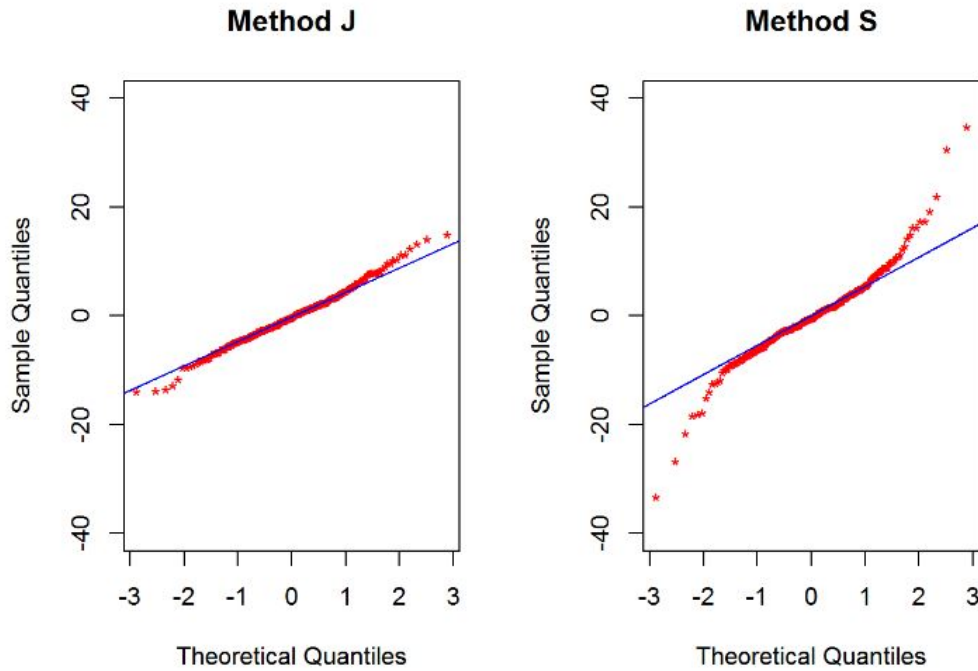 Method J
Sample Quantiles
40
20
0
-20
-40
-3 -2 -1 0 1 2 3
Theoretical Quantiles
Method S
Sample Quantiles
40
20
0
-20
-40
-3 -2 -1 0 1 2 3
Theoretical Quantiles